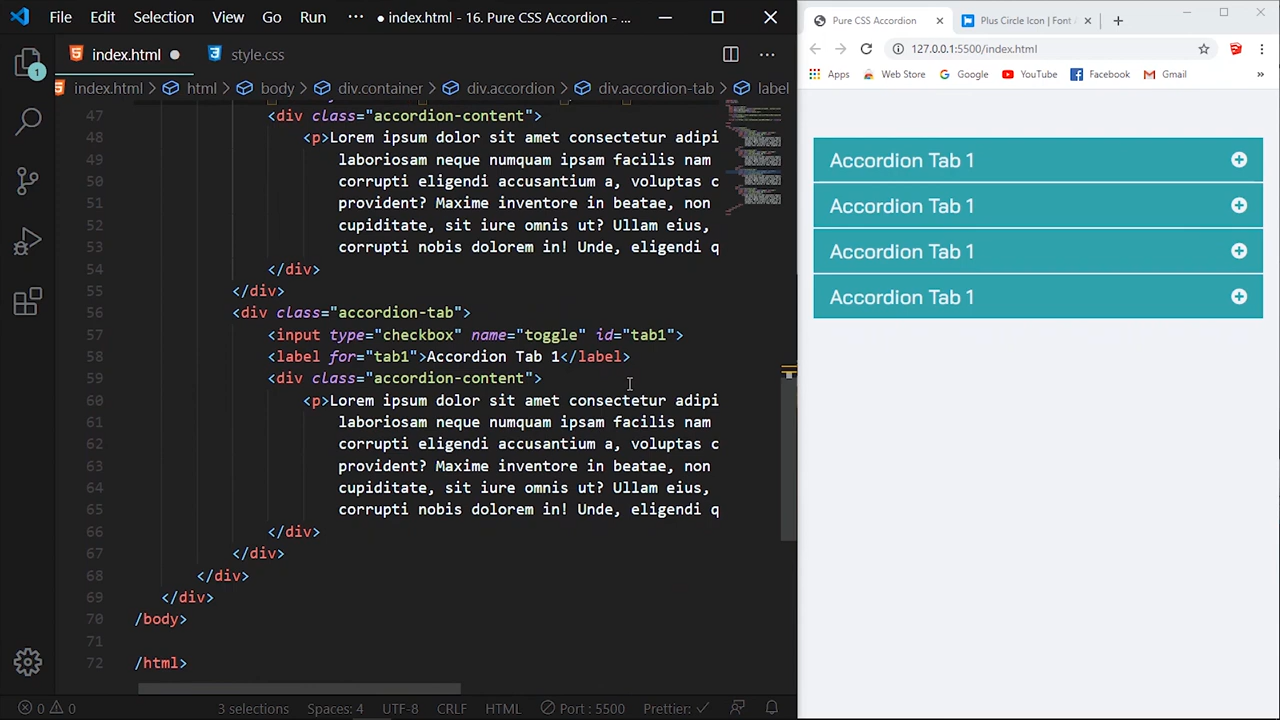 File Edit Selection View Go Run ··· ● index.html - 16. Pure CSS Accordion - ...
index.html ● style.css
index.html > html > body > div.container > div.accordion > div.accordion-tab > label
47 <div class="accordion-content">
48 <p>Lorem ipsum dolor sit amet consectetur adipi
49 laboriosam neque numquam ipsam facilis nam
50 corrupti eligendi accusantium a, voluptas c
51 provident? Maxime inventore in beatae, non
52 cupiditate, sit iure omnis ut? Ullam eius,
53 corrupti nobis dolorem in! Unde, eligendi q
54 </div>
55 </div>
56 <div class="accordion-tab">
57 <input type="checkbox" name="toggle" id="tab1">
58 <label for="tab1">Accordion Tab 1</label>
59 <div class="accordion-content">
60 <p>Lorem ipsum dolor sit amet consectetur adipi
61 laboriosam neque numquam ipsam facilis nam
62 corrupti eligendi accusantium a, voluptas c
63 provident? Maxime inventore in beatae, non
64 cupiditate, sit iure omnis ut? Ullam eius,
65 corrupti nobis dolorem in! Unde, eligendi q
66 </div>
67 </div>
68 </div>
69 </div>
70 /body>
71
72 /html>
1
0 0 3 selections Spaces: 4 UTF-8 CRLF HTML Port : 5500 Prettier: ✓
Pure CSS Accordion Plus Circle Icon | Font A
127.0.0.1:5500/index.html
Apps Web Store Google YouTube Facebook Gmail »
Accordion Tab 1
Accordion Tab 1
Accordion Tab 1
Accordion Tab 1